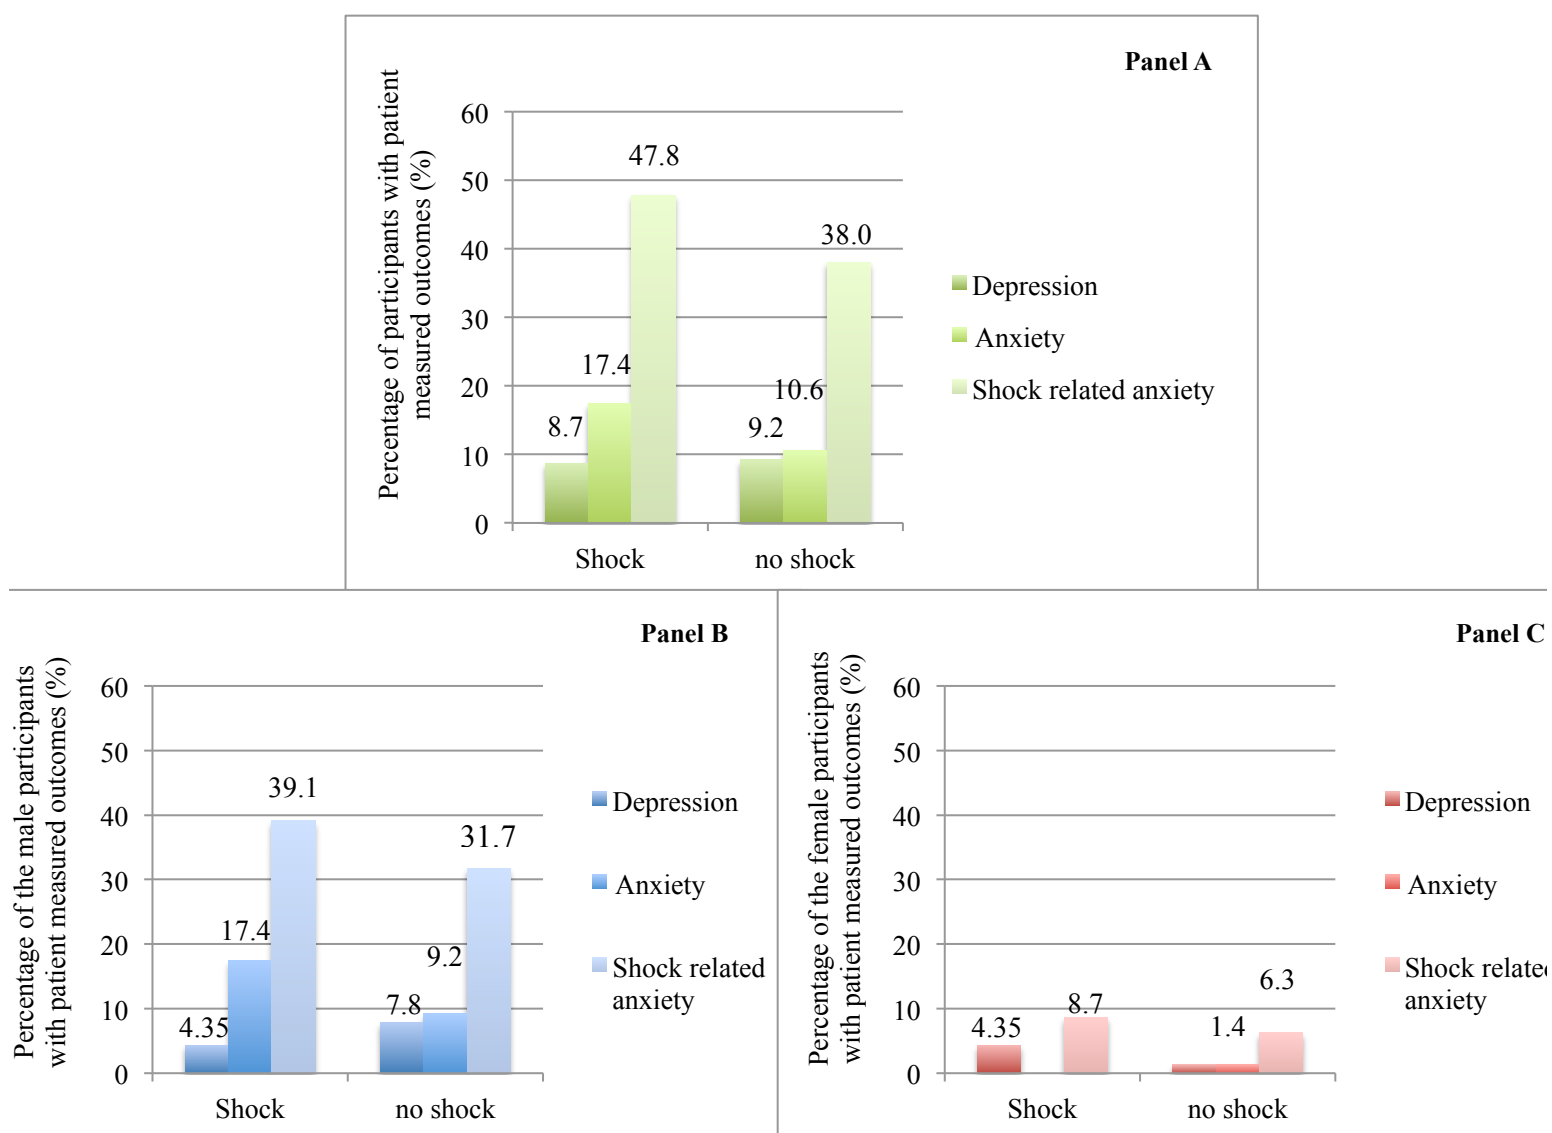 Panel A
Percentage of participants with patient
measured outcomes (%)
60
50
40
30
20
10
0
47.8
38.0
17.4
10.6
8.7
9.2
Shock
no shock
Depression
Anxiety
Shock related anxiety
Panel B
Percentage of the male participants
with patient measured outcomes (%)
60
50
40
30
20
10
0
39.1
31.7
17.4
9.2
4.35
7.8
Shock
no shock
Depression
Anxiety
Shock related
anxiety
Panel C
Percentage of the female participants
with patient measured outcomes (%)
60
50
40
30
20
10
0
4.35
8.7
1.4
6.3
Shock
no shock
Depression
Anxiety
Shock related
anxiety